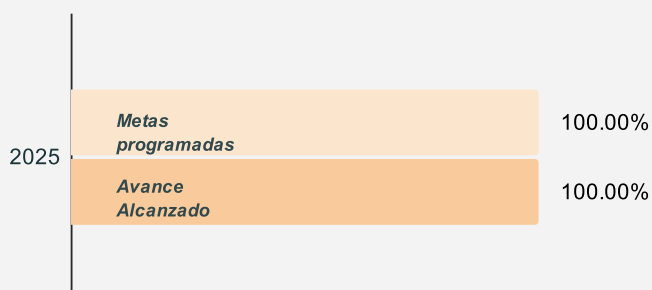 Metas
programadas
100.00%
2025
Avance
Alcanzado
100.00%